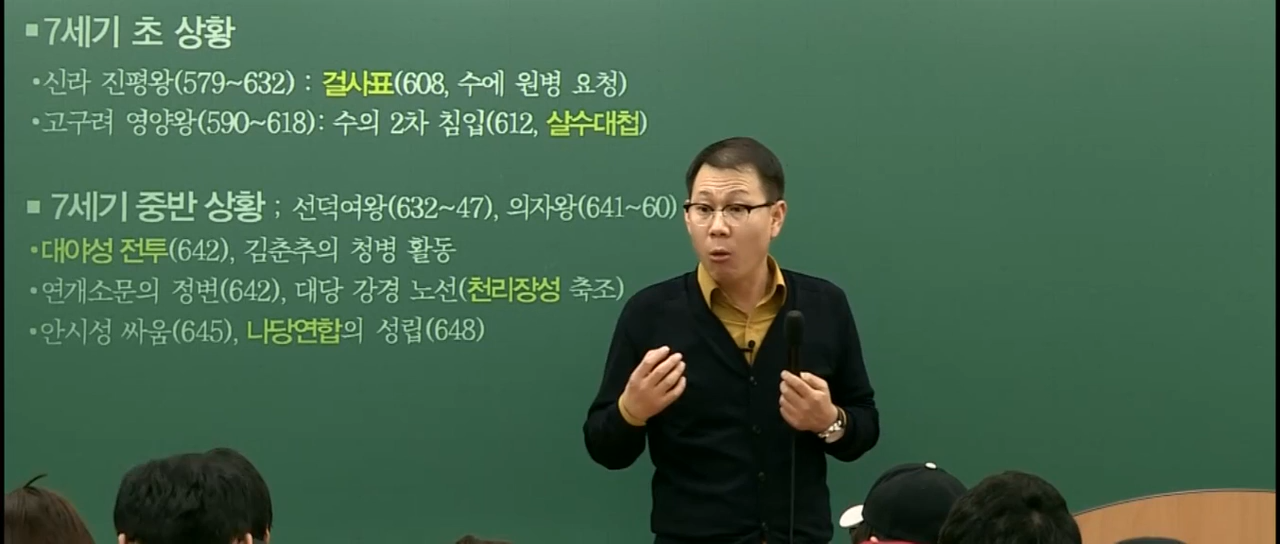 ▪7세기 초 상황
•신라 진평왕(579~632) : 걸사표(608, 수에 원병 요청)
•고구려 영양왕(590~618): 수의 2차 침입(612, 살수대첩)
▪ 7세기 중반 상황 ; 선덕여왕(632~47), 의자왕(641~60)
•대야성 전투(642), 김춘추의 청병 활동
•연개소문의 정변(642), 대당 강경 노선(천리장성 축조)
•안시성 싸움(645), 나당연합의 성립(648)